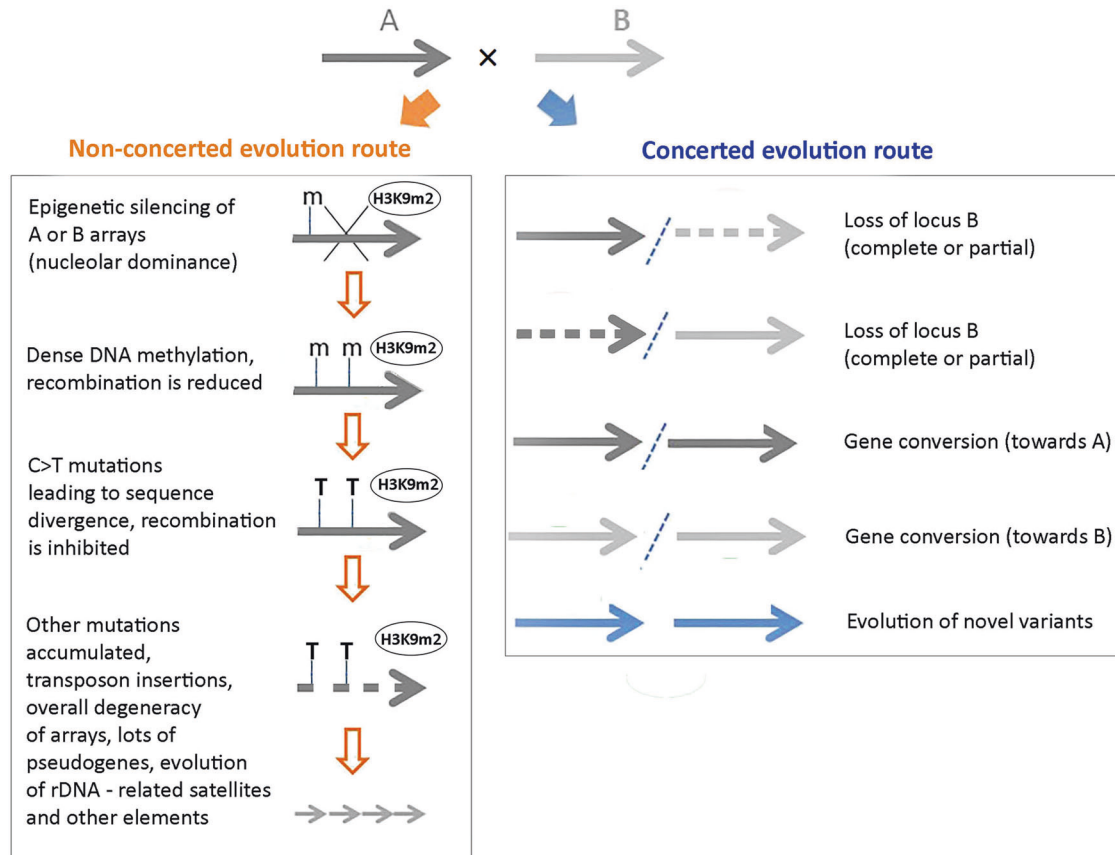 A
B
×
Non-concerted evolution route
Concerted evolution route
Epigenetic silencing of
A or B arrays
(nucleolar dominance)
m
H3K9m2
Dense DNA methylation,
recombination is reduced
m m
H3K9m2
C>T mutations
leading to sequence
divergence, recombination
is inhibited
T T
H3K9m2
Other mutations
accumulated,
transposon insertions,
overall degeneracy
of arrays, lots of
pseudogenes, evolution
of rDNA - related satellites
and other elements
T T
H3K9m2
Loss of locus B
(complete or partial)
Loss of locus B
(complete or partial)
Gene conversion (towards A)
Gene conversion (towards B)
Evolution of novel variants